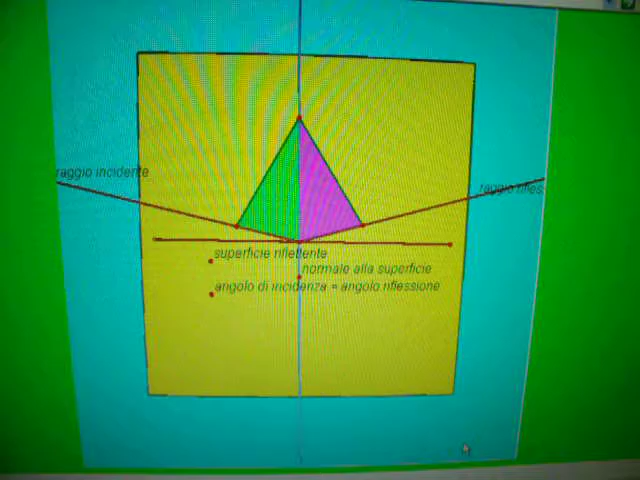 raggio incidente
raggio rifles
superficie riflettente
normale alla superficie
angolo di incidenza = angolo riflessione